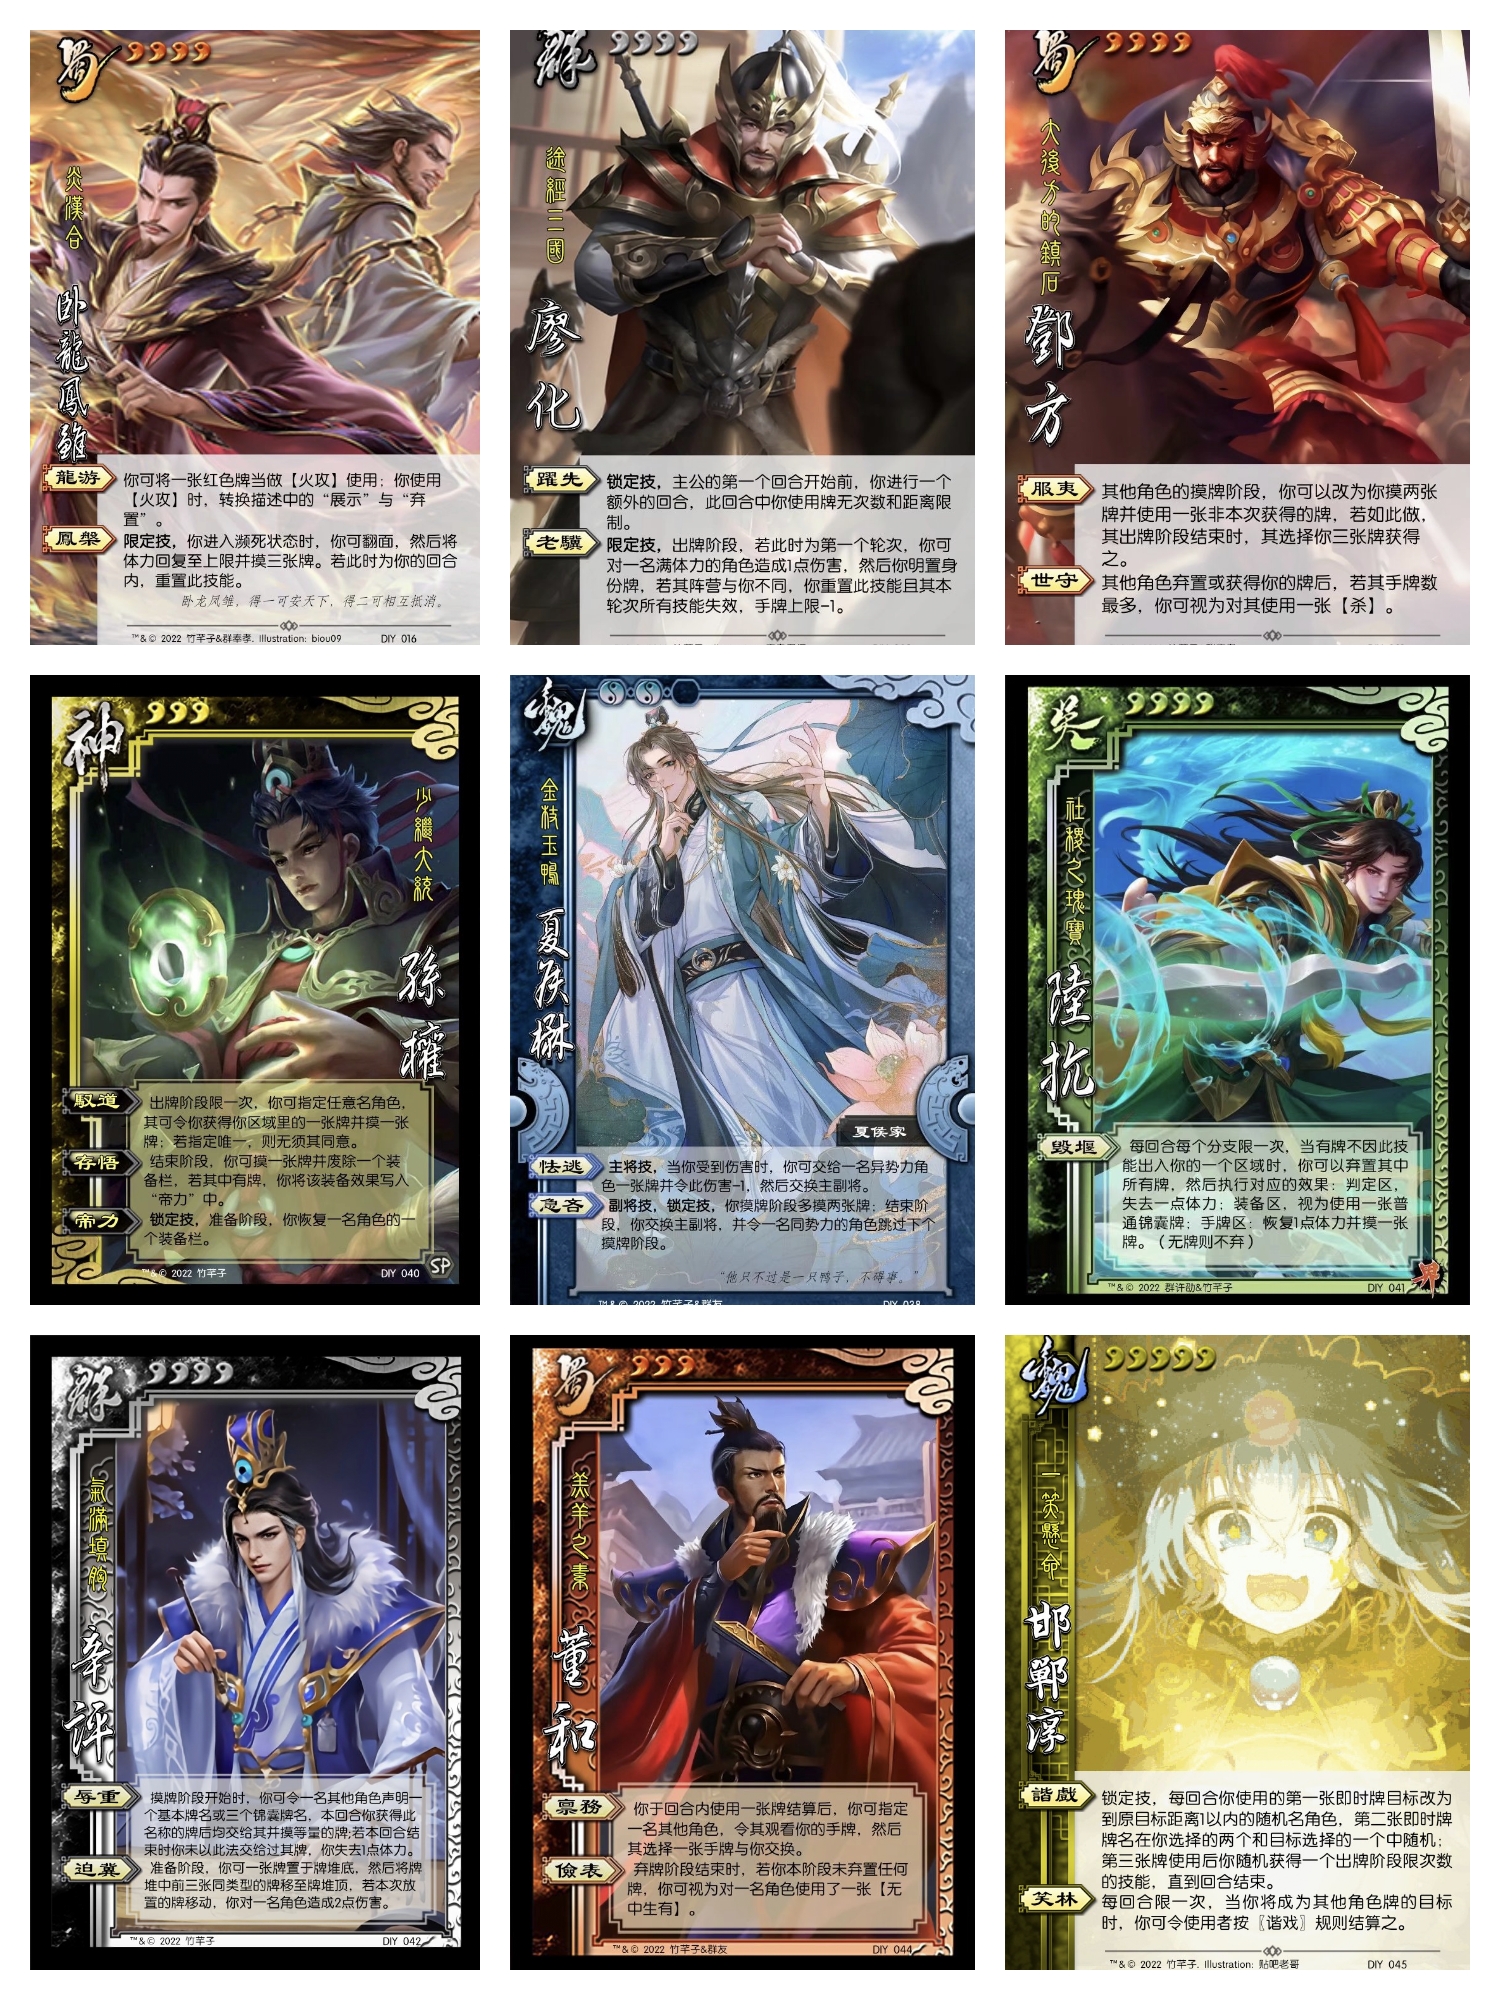 蜀
炎漢合
卧龍鳳雛
龍游
你可将一张红色牌当做【火攻】使用；你使用
【火攻】时，转换描述中的“展示”与“弃
置”。
鳳槃
限定技，你进入濒死状态时，你可翻面，然后将
体力回复至上限并摸三张牌。若此时为你的回合
内，重置此技能。
卧龙凤雏，得一可安天下，得二可相互抵消。
™&© 2022 竹芊子&群奉孝. Illustration: biou09 DIY 016
群
途經三國
廖化
躍先
锁定技，主公的第一个回合开始前，你进行一个
额外的回合，此回合中你使用牌无次数和距离限
制。
老驥
限定技，出牌阶段，若此时为第一个轮次，你可
对一名满体力的角色造成1点伤害，然后你明置身
份牌，若其阵营与你不同，你重置此技能且其本
轮次所有技能失效，手牌上限-1。
蜀
大後方的鎮石
鄧方
服夷
其他角色的摸牌阶段，你可以改为你摸两张
牌并使用一张非本次获得的牌，若如此做，
其出牌阶段结束时，其选择你三张牌获得
之。
世守
其他角色弃置或获得你的牌后，若其手牌数
最多，你可视为对其使用一张【杀】。
神
少繼大統
孫權
馭道
出牌阶段限一次，你可指定任意名角色，
其可令你获得你区域里的一张牌并摸一张
牌；若指定唯一，则无须其同意。
存悟
结束阶段，你可摸一张牌并废除一个装
备栏，若其中有牌，你将该装备效果写入
“帝力”中。
帝力
锁定技，准备阶段，你恢复一名角色的一
个装备栏。
™&© 2022 竹芊子 DIY 040
SP
魏
金枝玉鴨
夏侯楙
夏侯家
怯逃
主将技，当你受到伤害时，你可交给一名异势力角
色一张牌并令此伤害-1，然后交换主副将。
急吝
副将技，锁定技，你摸牌阶段多摸两张牌；结束阶
段，你交换主副将，并令一名同势力的角色跳过下个
摸牌阶段。
“他只不过是一只鸭子，不得事。”
™&© 2022 竹芊子&群友 DIY 038
吴
社稷之瑰寶
陸抗
毁堰
每回合每个分支限一次，当有牌不因此技
能出入你的一个区域时，你可以弃置其中
所有牌，然后执行对应的效果：判定区，
失去一点体力；装备区，视为使用一张普
通锦囊牌；手牌区：恢复1点体力并摸一张
牌。（无牌则不弃）
™&© 2022 群许劭&竹芊子 DIY 041
界
群
氣滿填胸
辛評
辱重
摸牌阶段开始时，你可令一名其他角色声明一
个基本牌名或三个锦囊牌名，本回合你获得此
名称的牌后均交给其并摸等量的牌;若本回合结
束时你未以此法交给过其牌，你失去1点体力。
迫冀
准备阶段，你可一张牌置于牌堆底，然后将牌
堆中前三张同类型的牌移至牌堆顶，若本次放
置的牌移动，你对一名角色造成2点伤害。
™&© 2022 竹芊子 DIY 042
蜀
羔羊之素
董和
禀務
你于回合内使用一张牌结算后，你可指定
一名其他角色，令其观看你的手牌，然后
其选择一张手牌与你交换。
儉表
弃牌阶段结束时，若你本阶段未弃置任何
牌，你可视为对一名角色使用了一张【无
中生有】。
™&© 2022 竹芊子&群友 DIY 044
魏
一笑懸命
邯鄲淳
諧戲
锁定技，每回合你使用的第一张即时牌目标改为
到原目标距离1以内的随机名角色，第二张即时牌
牌名在你选择的两个和目标选择的一个中随机；
第三张牌使用后你随机获得一个出牌阶段限次数
的技能，直到回合结束。
笑林
每回合限一次，当你将成为其他角色牌的目标
时，你可令使用者按〖谐戏〗规则结算之。
™&© 2022 竹芊子. Illustration: 贴吧老哥 DIY 045